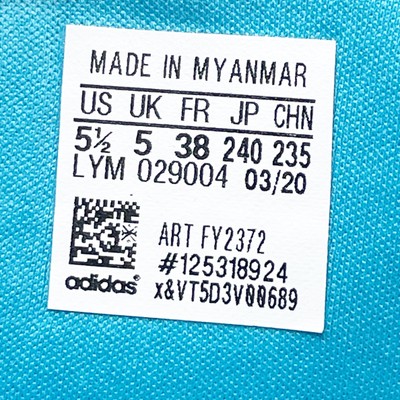 MADE IN MYANMAR
US UK FR JP CHN
5½ 5 38 240 235
LYM 029004 03/20
ART FY2372
#125318924
adidas® x&VT5D3V00689